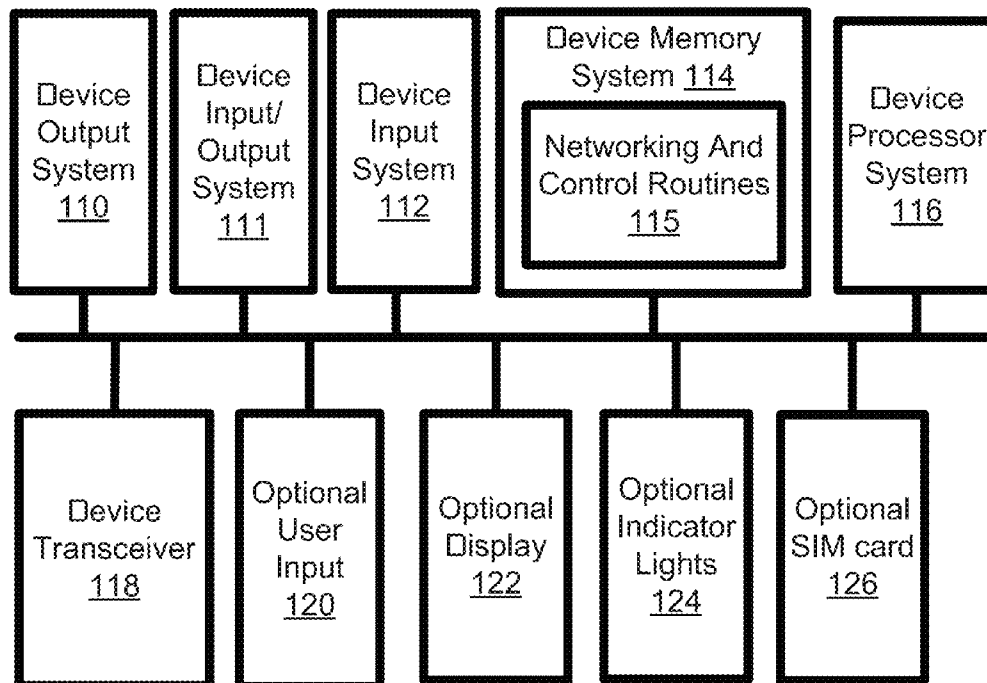 Device
Output
System
110
Device
Input/
Output
System
111
Device
Input
System
112
Device Memory
System 114
Networking And
Control Routines
115
Device
Processor
System
116
Device
Transceiver
118
Optional
User
Input
120
Optional
Display
122
Optional
Indicator
Lights
124
Optional
SIM card
126